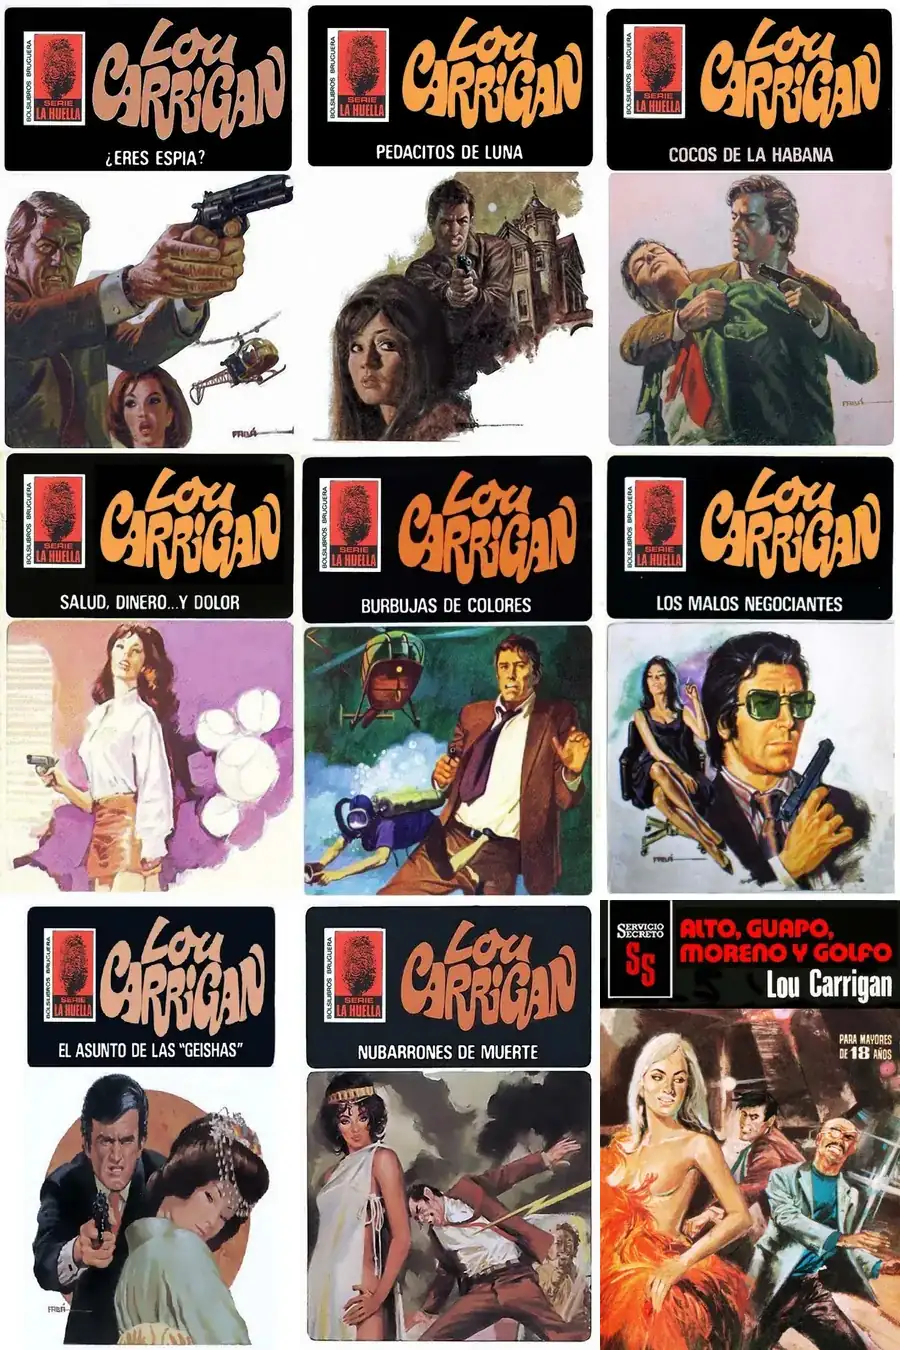 BOLSILIBROS BRUGUERA
SERIE
LA HUELLA
LOU
CARRIGAN
¿ERES ESPIA?
FABÁ
BOLSILIBROS BRUGUERA
SERIE
LA HUELLA
LOU
CARRIGAN
PEDACITOS DE LUNA
BOLSILIBROS BRUGUERA
SERIE
LA HUELLA
LOU
CARRIGAN
COCOS DE LA HABANA
FABÁ
BOLSILIBROS BRUGUERA
SERIE
LA HUELLA
LOU
CARRIGAN
SALUD, DINERO...Y DOLOR
BOLSILIBROS BRUGUERA
SERIE
LA HUELLA
LOU
CARRIGAN
BURBUJAS DE COLORES
BOLSILIBROS BRUGUERA
SERIE
LA HUELLA
LOU
CARRIGAN
LOS MALOS NEGOCIANTES
FABÁ
BOLSILIBROS BRUGUERA
SERIE
LA HUELLA
LOU
CARRIGAN
EL ASUNTO DE LAS "GEISHAS"
FABÁ
BOLSILIBROS BRUGUERA
SERIE
LA HUELLA
LOU
CARRIGAN
NUBARRONES DE MUERTE
SERVICIO
SECRETO
SS
ALTO, GUAPO,
MORENO Y GOLFO
Lou Carrigan
PARA MAYORES
DE 18 AÑOS